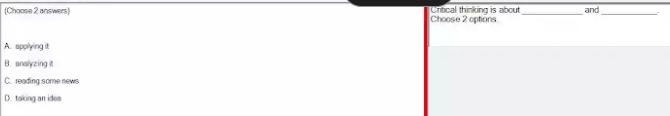 (Choose 2 answers)
A. applying it
B. analyzing it
C. reading some news
D. taking an idea
Critical thinking is about ____________ and ____________.
Choose 2 options.